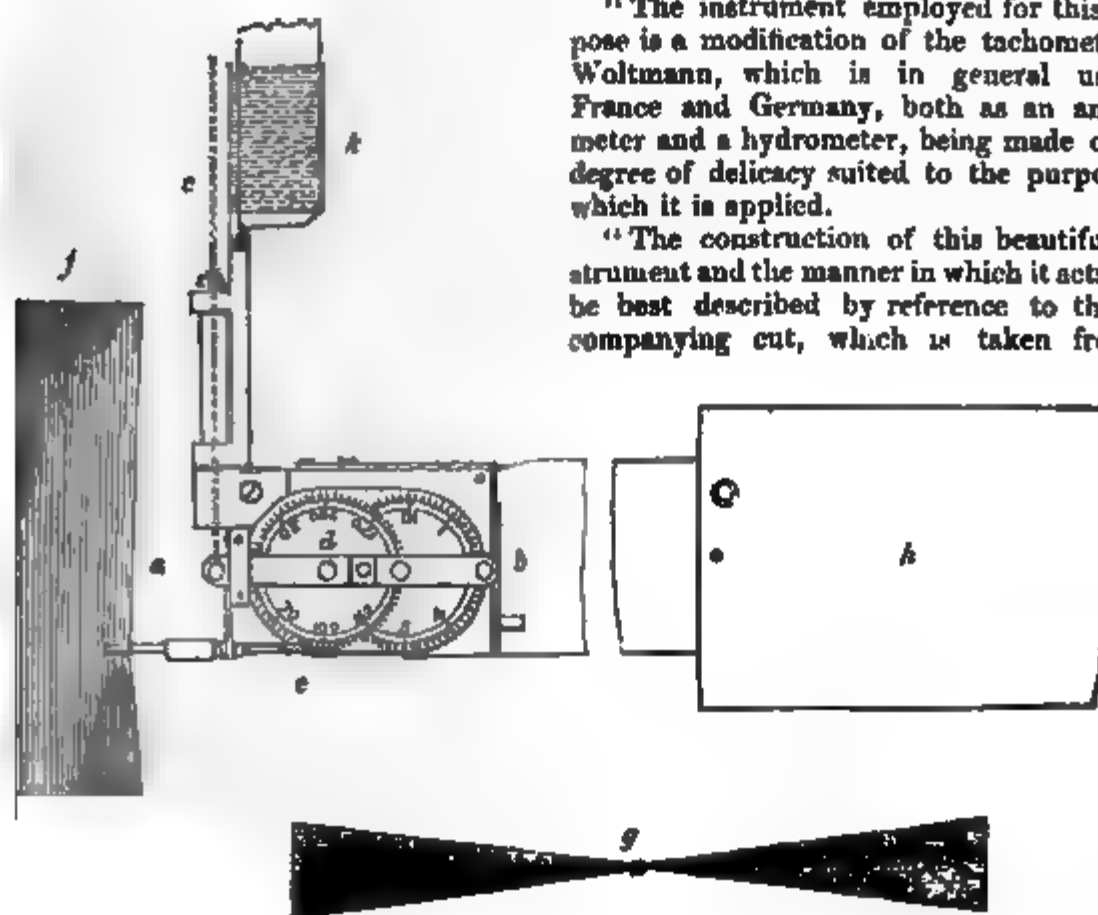 "The instrument employed for this
pose is a modification of the tachomet
Woltmann, which is in general us
France and Germany, both as an an
meter and a hydrometer, being made o
degree of delicacy suited to the purpo
which it is applied.
"The construction of this beautifu
strument and the manner in which it acts
be best described by reference to th
companying cut, which is taken fr
k
c
f
d
a
b
h
e
g